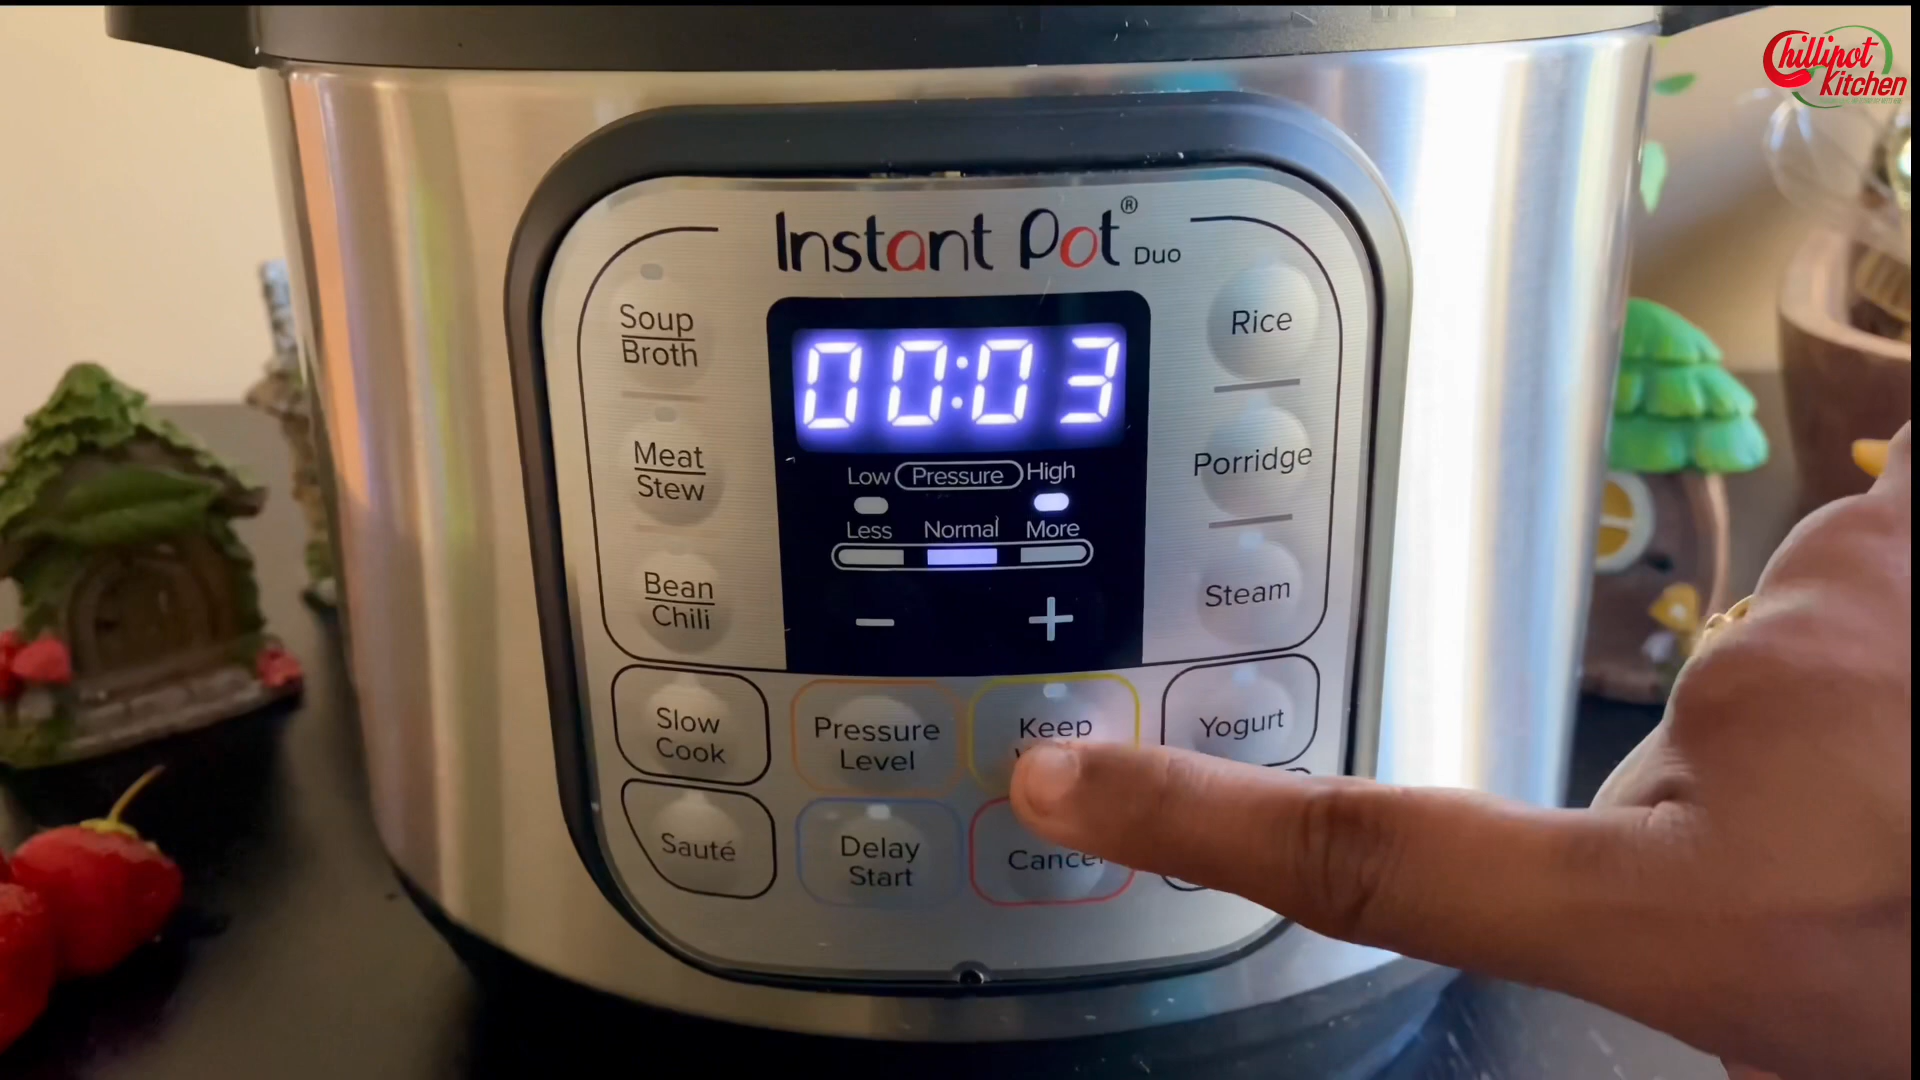 Chillipot
Kitchen
Instant Pot® Duo
Soup
Broth
Meat
Stew
Bean
Chili
00:03
Low Pressure High
Less Normal More
− +
Rice
Porridge
Steam
Slow
Cook
Pressure
Level
Keep
Yogurt
Sauté
Delay
Start
Cancel